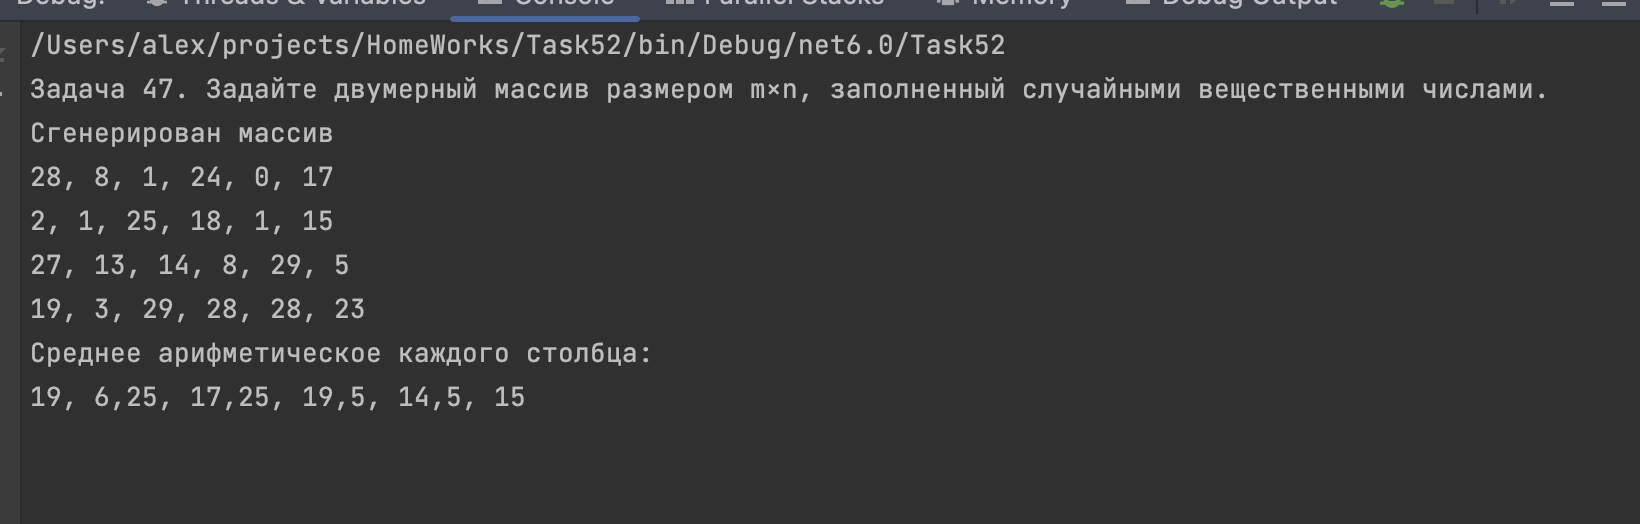 Debug: Threads & Variables Console Parallel Stacks Memory Debug Output
/Users/alex/projects/HomeWorks/Task52/bin/Debug/net6.0/Task52
Задача 47. Задайте двумерный массив размером m×n, заполненный случайными вещественными числами.
Сгенерирован массив
28, 8, 1, 24, 0, 17
2, 1, 25, 18, 1, 15
27, 13, 14, 8, 29, 5
19, 3, 29, 28, 28, 23
Среднее арифметическое каждого столбца:
19, 6,25, 17,25, 19,5, 14,5, 15